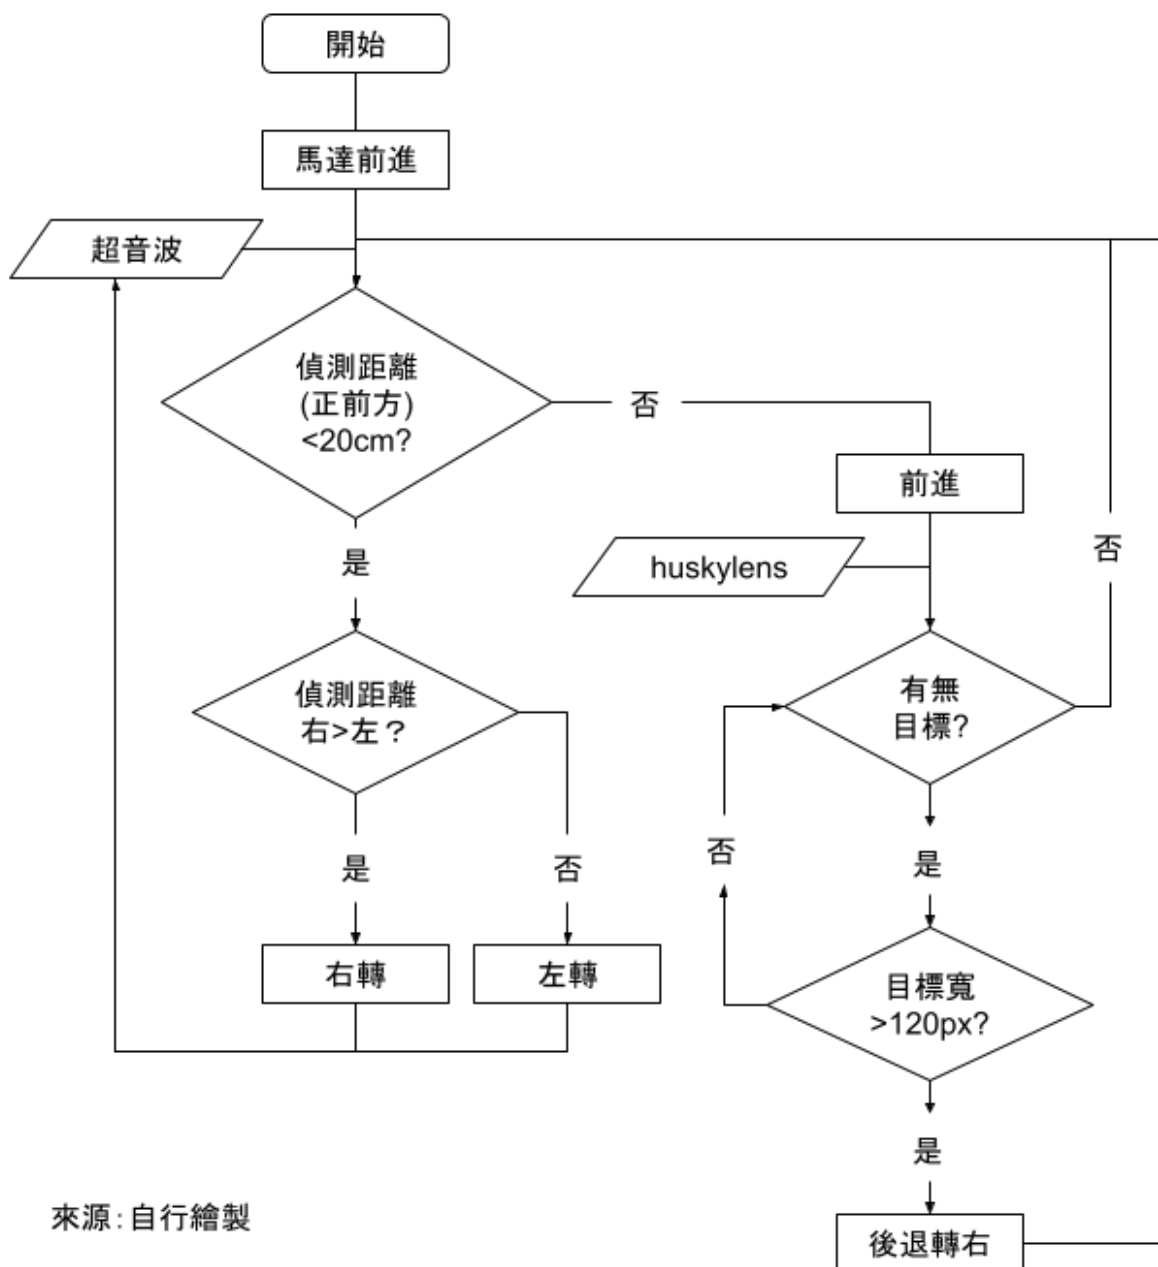 開始
馬達前進
超音波
偵測距離
(正前方)
<20cm?
否
前進
是
huskylens
否
偵測距離
右>左？
有無
目標?
是
否
否
是
右轉
左轉
目標寬
>120px?
是
來源：自行繪製
後退轉右